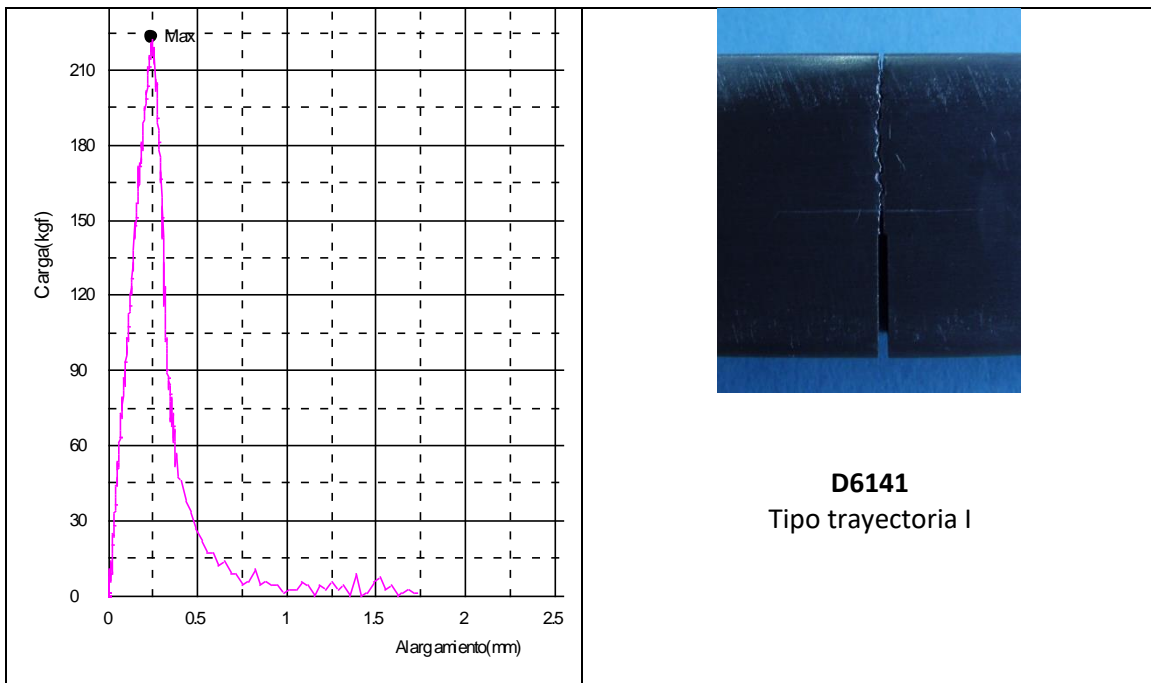 Max
210
180
150
120
90
60
30
0
Carga(kgf)
0 0.5 1 1.5 2 2.5
Alargamiento(mm)
D6141
Tipo trayectoria I